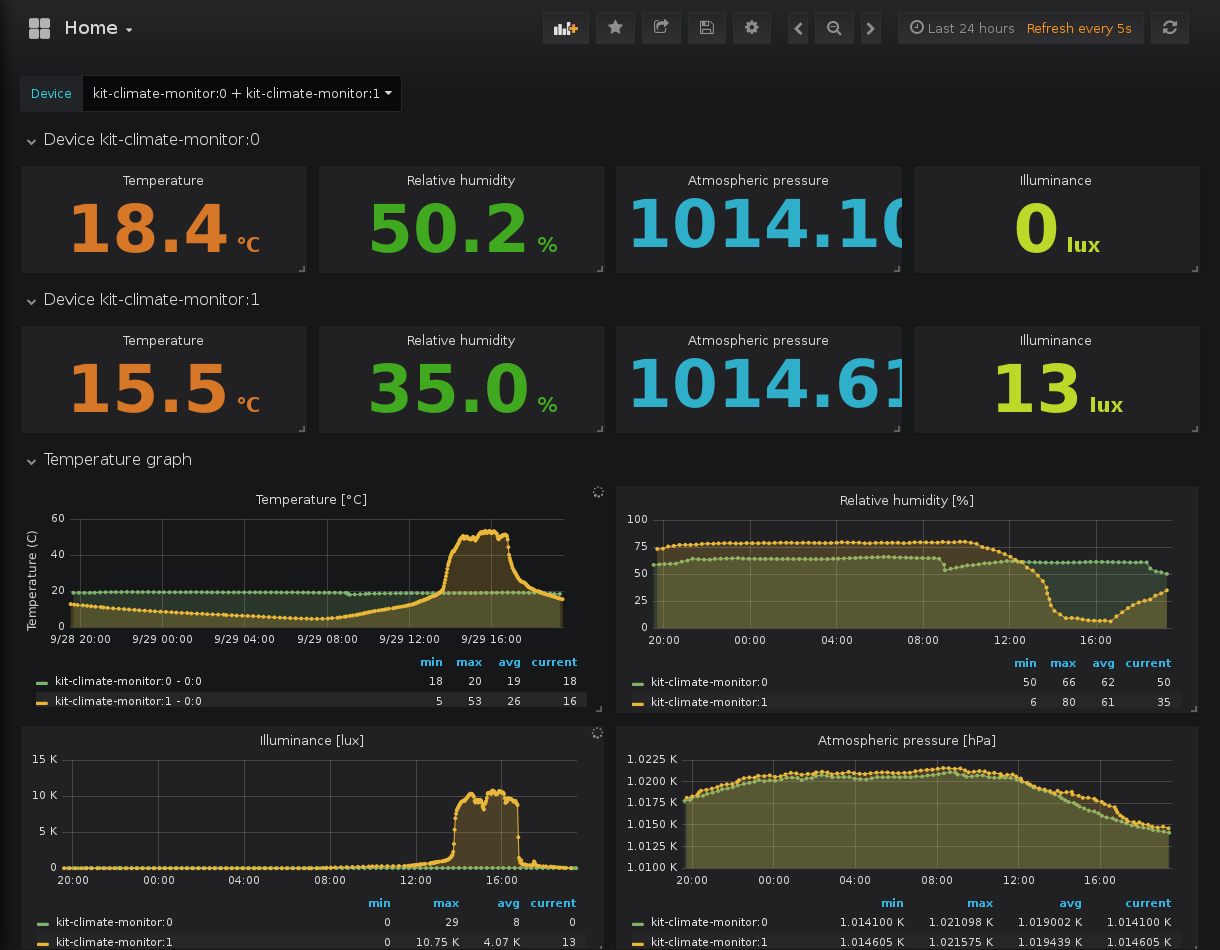 Home
Last 24 hours Refresh every 5s
Device kit-climate-monitor:0 + kit-climate-monitor:1
Device kit-climate-monitor:0
Temperature Relative humidity Atmospheric pressure Illuminance
18.4 °C 50.2 % 1014.10 0 lux
Device kit-climate-monitor:1
Temperature Relative humidity Atmospheric pressure Illuminance
15.5 °C 35.0 % 1014.61 13 lux
Temperature graph
Temperature [°C]
Temperature (C)
60
40
20
0
9/28 20:00 9/29 00:00 9/29 04:00 9/29 08:00 9/29 12:00 9/29 16:00
min max avg current
kit-climate-monitor:0 - 0:0 18 20 19 18
kit-climate-monitor:1 - 0:0 5 53 26 16
Relative humidity [%]
100
75
50
25
0
20:00 00:00 04:00 08:00 12:00 16:00
min max avg current
kit-climate-monitor:0 50 66 62 50
kit-climate-monitor:1 6 80 61 35
Illuminance [lux]
15 K
10 K
5 K
0
20:00 00:00 04:00 08:00 12:00 16:00
min max avg current
kit-climate-monitor:0 0 29 8 0
kit-climate-monitor:1 0 10.75 K 4.07 K 13
Atmospheric pressure [hPa]
1.0225 K
1.0200 K
1.0175 K
1.0150 K
1.0125 K
1.0100 K
20:00 00:00 04:00 08:00 12:00 16:00
min max avg current
kit-climate-monitor:0 1.014100 K 1.021098 K 1.019002 K 1.014100 K
kit-climate-monitor:1 1.014605 K 1.021575 K 1.019439 K 1.014605 K